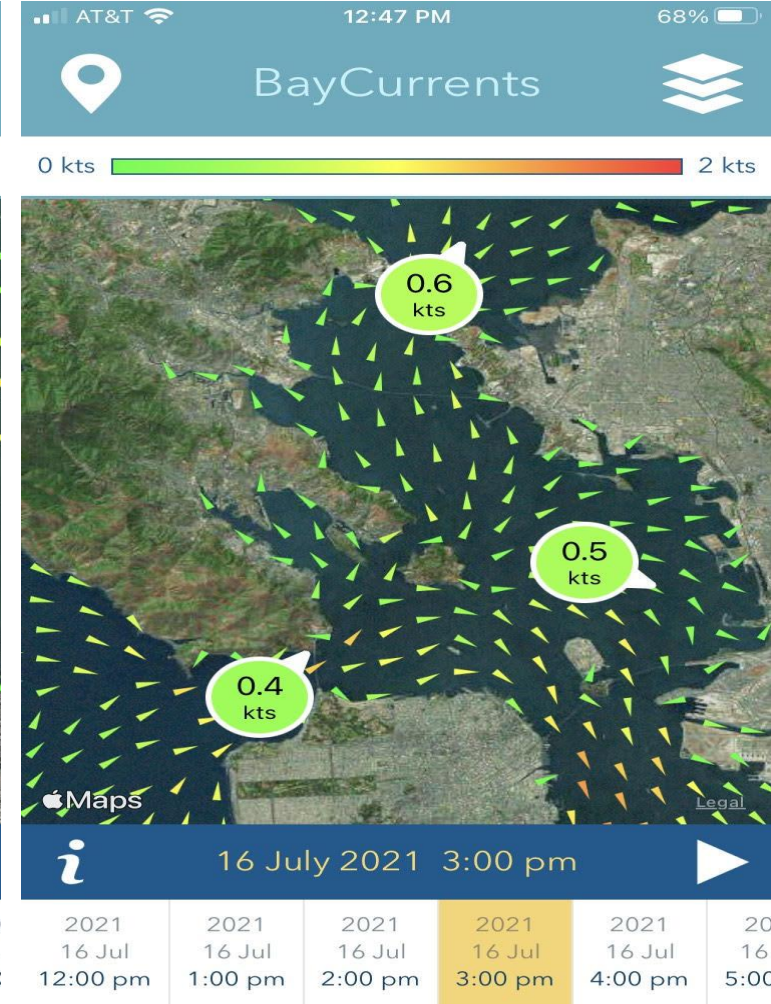 AT&T 12:47 PM 68%
BayCurrents
0 kts 2 kts
0.6
kts
0.5
kts
0.4
kts
Maps Legal
i 16 July 2021 3:00 pm
2021 2021 2021 2021 2021 20
16 Jul 16 Jul 16 Jul 16 Jul 16 Jul 16
12:00 pm 1:00 pm 2:00 pm 3:00 pm 4:00 pm 5:00